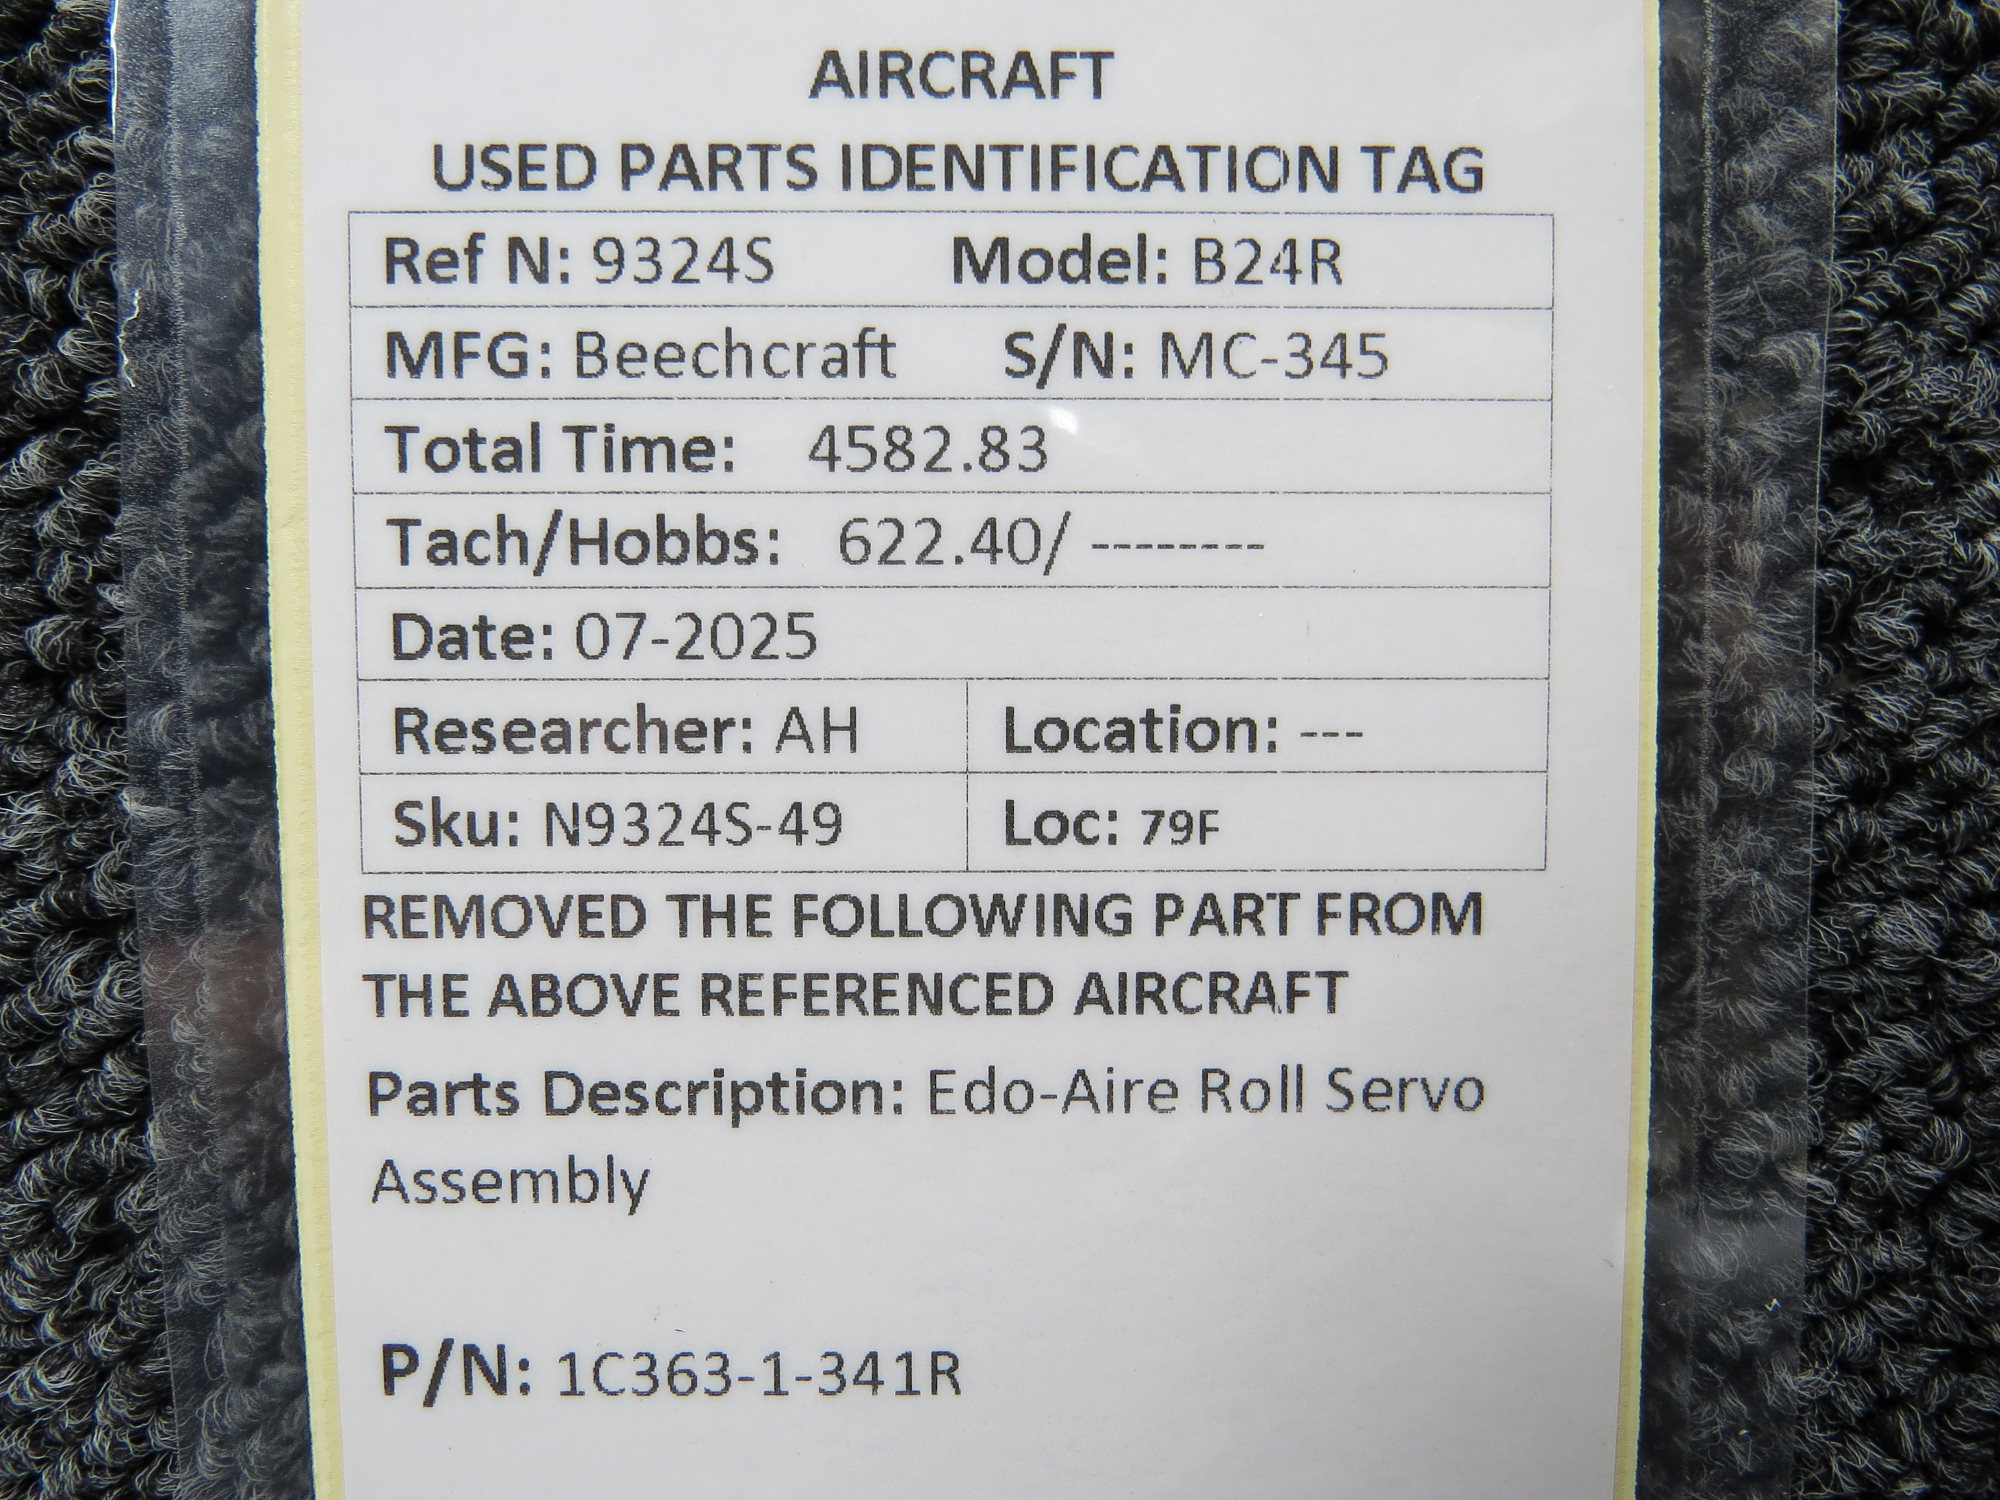 AIRCRAFT
USED PARTS IDENTIFICATION TAG
Ref N: 9324S Model: B24R
MFG: Beechcraft S/N: MC-345
Total Time: 4582.83
Tach/Hobbs: 622.40/ --------
Date: 07-2025
Researcher: AH Location: ---
Sku: N9324S-49 Loc: 79F
REMOVED THE FOLLOWING PART FROM
THE ABOVE REFERENCED AIRCRAFT
Parts Description: Edo-Aire Roll Servo
Assembly
P/N: 1C363-1-341R